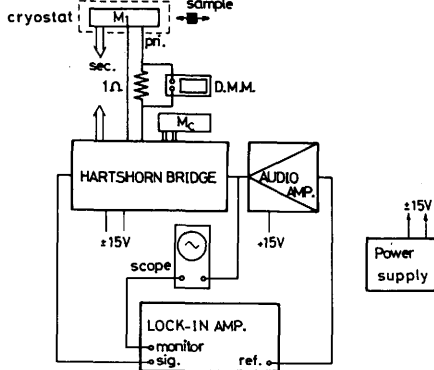 sample
cryostat
M
pri.
sec.
1Ω
D.M.M.
Mc
HARTSHORN BRIDGE
AUDIO
AMP.
±15V
+15V
±15V
scope
Power
supply
LOCK-IN AMP.
monitor
sig.
ref.